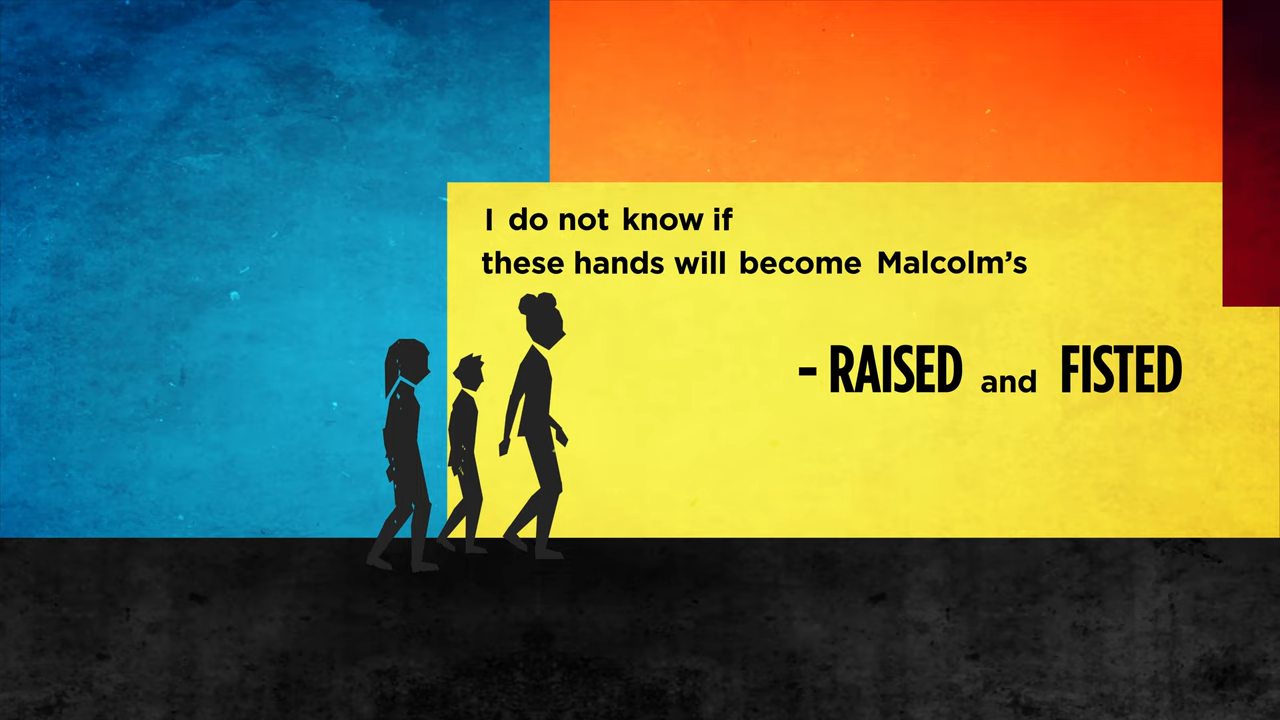 I do not know if
these hands will become Malcolm’s
- RAISED and FISTED